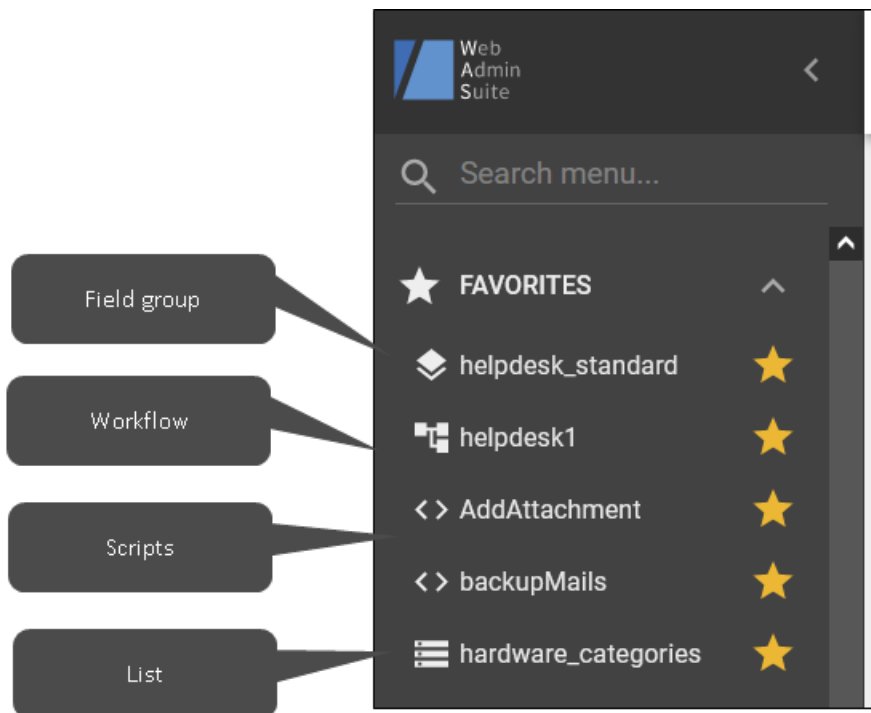 Web
Admin
Suite
Search menu...
FAVORITES
Field group
helpdesk_standard
Workflow
helpdesk1
Scripts
AddAttachment
backupMails
List
hardware_categories